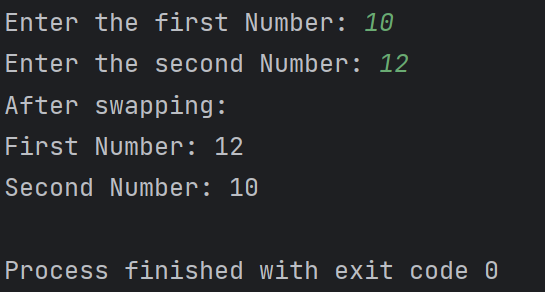 Enter the first Number: 10
Enter the second Number: 12
After swapping:
First Number: 12
Second Number: 10
Process finished with exit code 0